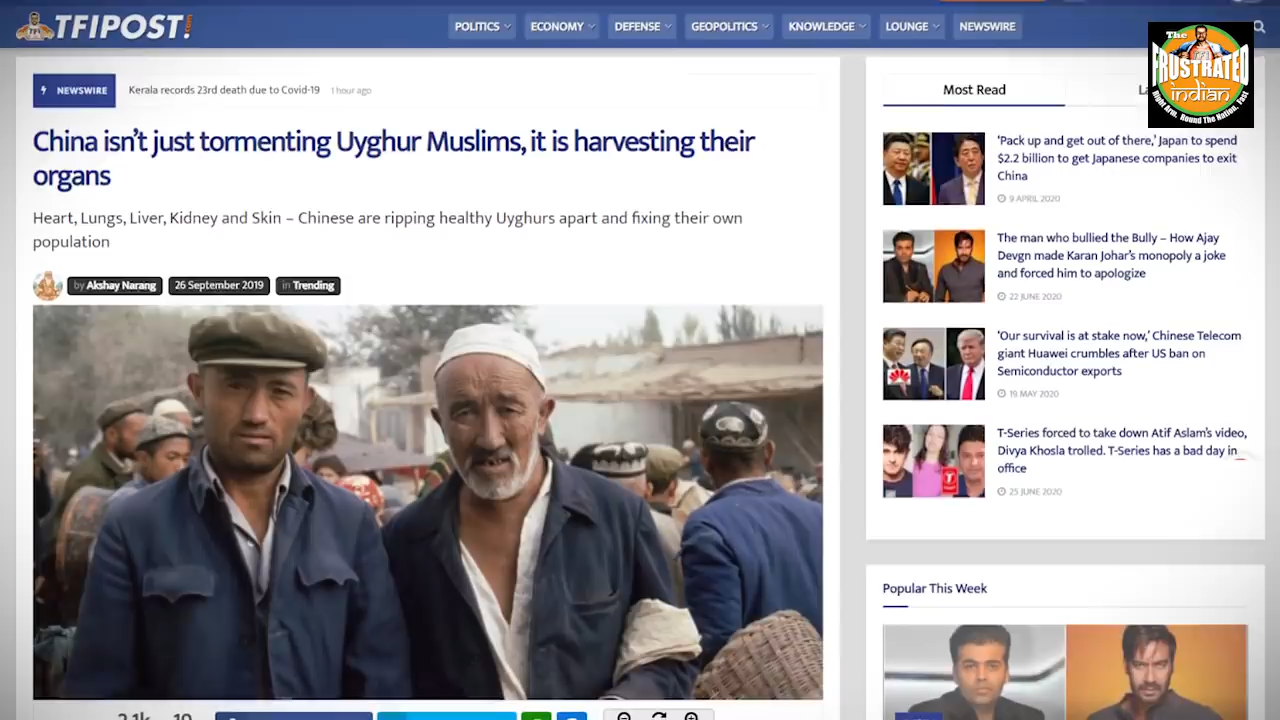 TFIPOST!
POLITICS
ECONOMY
DEFENSE
GEOPOLITICS
KNOWLEDGE
LOUNGE
NEWSWIRE
The
FRUSTRATED
indian
Right Arm, Round The Nation, Fast
NEWSWIRE
Kerala records 23rd death due to Covid-19 1 hour ago
China isn’t just tormenting Uyghur Muslims, it is harvesting their
organs
Heart, Lungs, Liver, Kidney and Skin – Chinese are ripping healthy Uyghurs apart and fixing their own
population
by Akshay Narang 26 September 2019 in Trending
Most Read
‘Pack up and get out of there,’ Japan to spend
$2.2 billion to get Japanese companies to exit
China
9 APRIL 2020
The man who bullied the Bully – How Ajay
Devgn made Karan Johar’s monopoly a joke
and forced him to apologize
22 JUNE 2020
‘Our survival is at stake now,’ Chinese Telecom
giant Huawei crumbles after US ban on
Semiconductor exports
19 MAY 2020
T-Series forced to take down Atif Aslam’s video,
Divya Khosla trolled. T-Series has a bad day in
office
25 JUNE 2020
Popular This Week